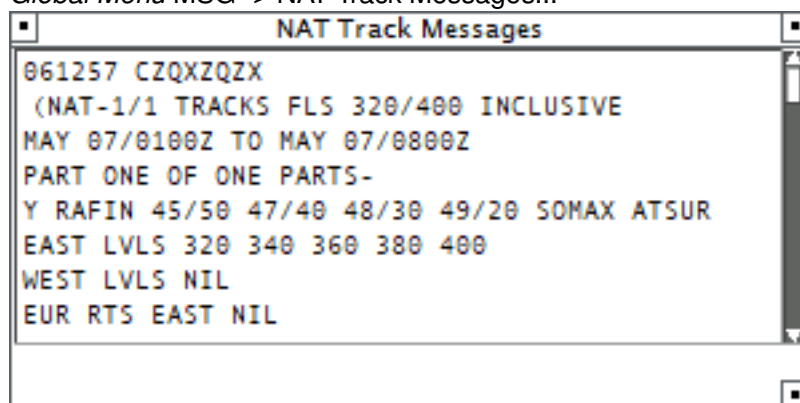 Global Menu MSG -> NAT Track Messages...
NAT Track Messages
061257 CZQXZQZX
(NAT-1/1 TRACKS FLS 320/400 INCLUSIVE
MAY 07/0100Z TO MAY 07/0800Z
PART ONE OF ONE PARTS-
Y RAFIN 45/50 47/40 48/30 49/20 SOMAX ATSUR
EAST LVLS 320 340 360 380 400
WEST LVLS NIL
EUR RTS EAST NIL